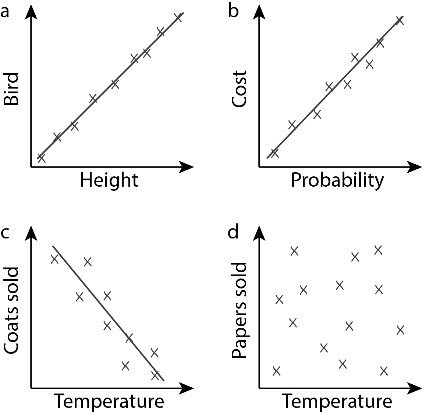 a
Bird
Height
b
Cost
Probability
c
Coats sold
Temperature
d
Papers sold
Temperature